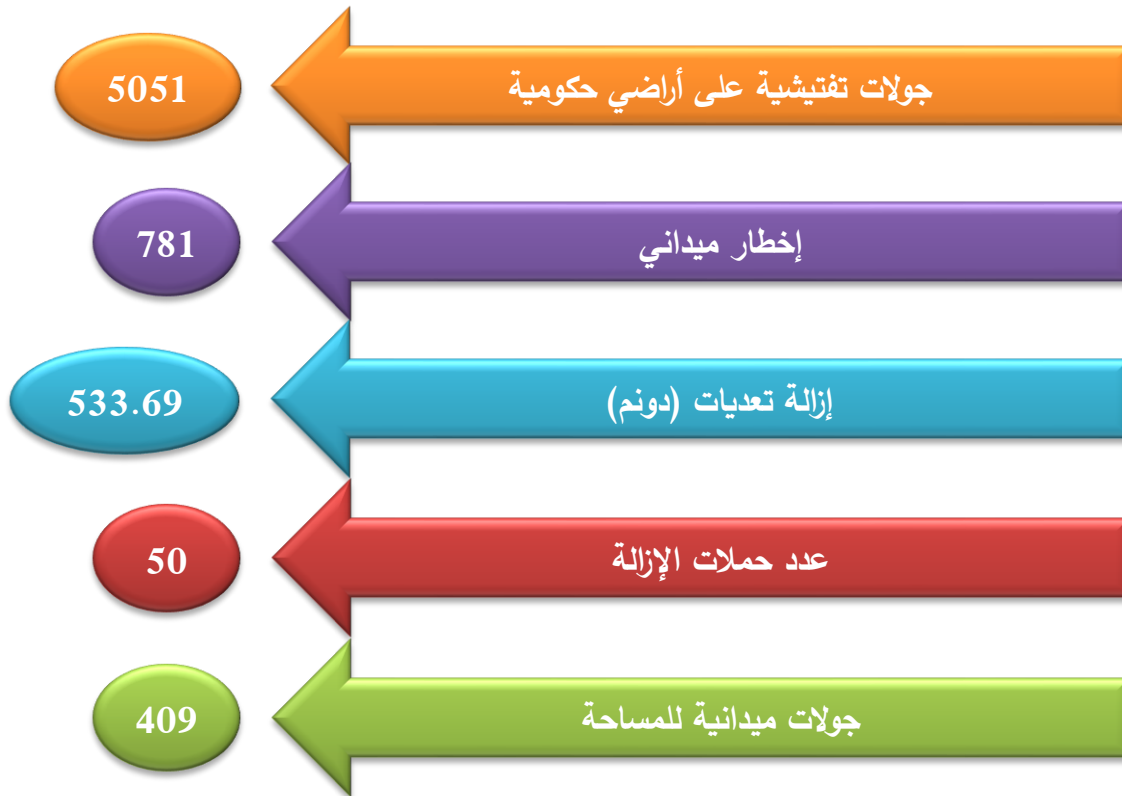 جولات تفتيشية على أراضي حكومية
5051
إخطار ميداني
781
إزالة تعديات (دونم)
533.69
عدد حملات الإزالة
50
جولات ميدانية للمساحة
409